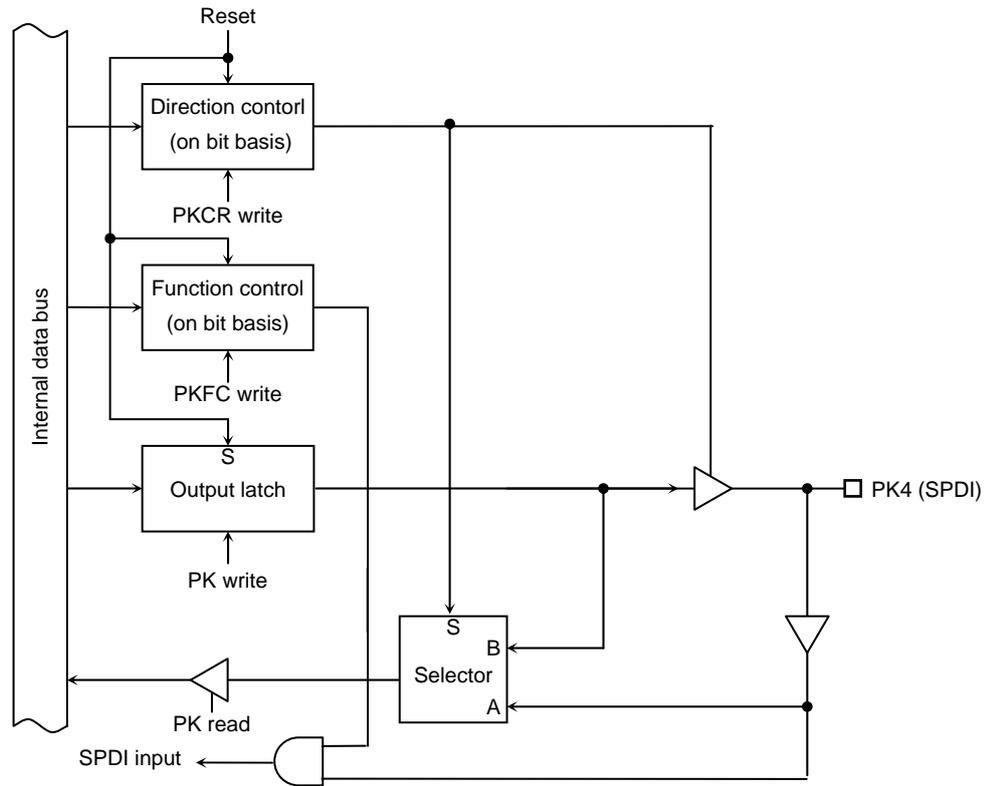 Reset
Direction contorl
(on bit basis)
PKCR write
Internal data bus
Function control
(on bit basis)
PKFC write
S
Output latch
PK4 (SPDI)
PK write
S
B
Selector
A
PK read
SPDI input